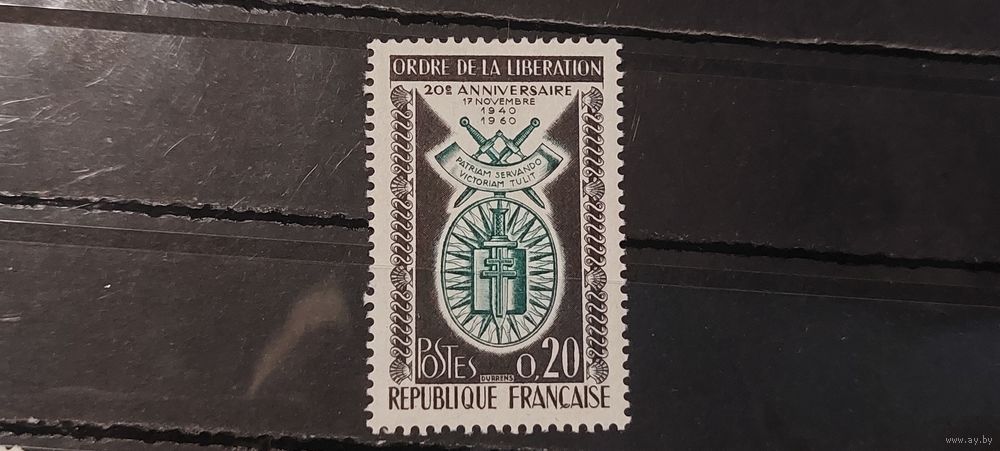 ORDRE DE LA LIBERATION
20e ANNIVERSAIRE
17 NOVEMBRE
1940
1960
PATRIAM SERVANDO
VICTORIAM TULIT
POSTES 0,20
DURRENS
REPUBLIQUE FRANÇAISE
www.ay.by